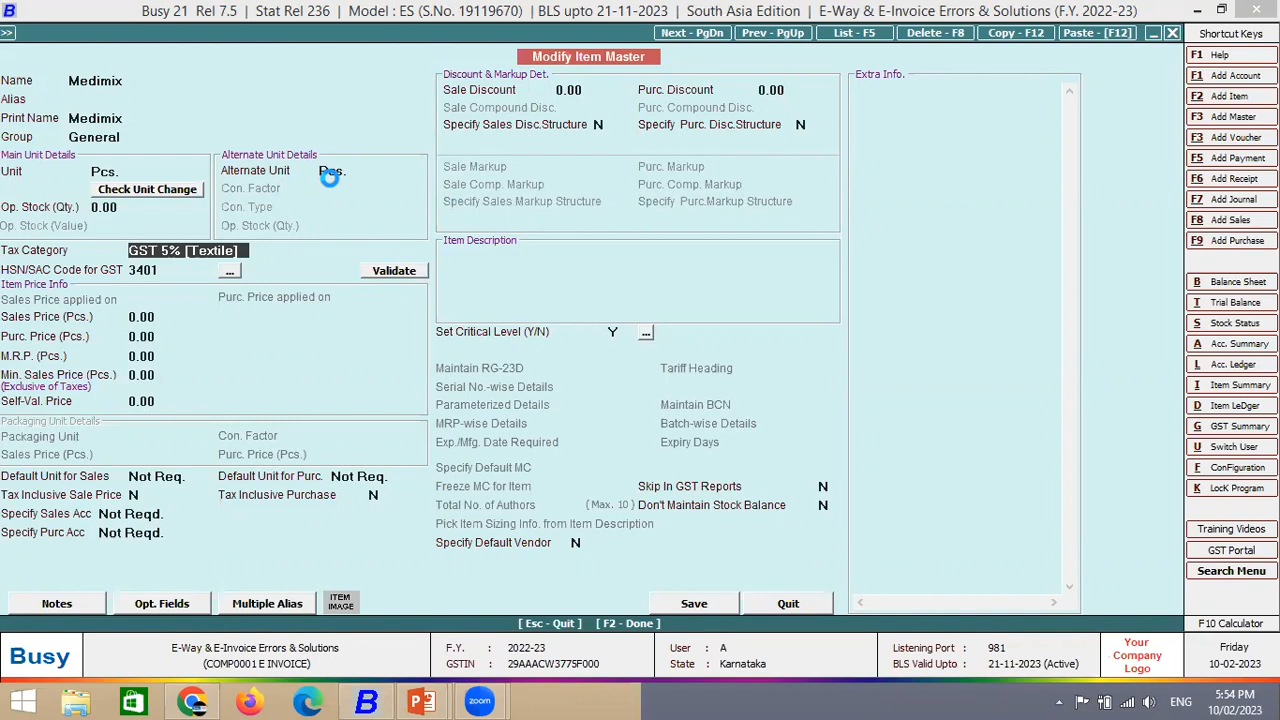 Busy 21 Rel 7.5 | Stat Rel 236 | Model : ES (S.No. 19119670) | BLS upto 21-11-2023 | South Asia Edition | E-Way & E-Invoice Errors & Solutions (F.Y. 2022-23)
>> Next - PgDn Prev - PgUp List - F5 Delete - F8 Copy - F12 Paste - [F12]
Modify Item Master
Name Medimix
Alias
Print Name Medimix
Group General
Main Unit Details
Unit Pcs.
Check Unit Change
Op. Stock (Qty.) 0.00
Op. Stock (Value)
Alternate Unit Details
Alternate Unit Pcs.
Con. Factor
Con. Type
Op. Stock (Qty.)
Tax Category GST 5% [Textile]
HSN/SAC Code for GST 3401 ... Validate
Item Price Info
Sales Price applied on Purc. Price applied on
Sales Price (Pcs.) 0.00
Purc. Price (Pcs.) 0.00
M.R.P. (Pcs.) 0.00
Min. Sales Price (Pcs.) 0.00
(Exclusive of Taxes)
Self-Val. Price 0.00
Packaging Unit Details
Packaging Unit Con. Factor
Sales Price (Pcs.) Purc. Price (Pcs.)
Default Unit for Sales Not Req. Default Unit for Purc. Not Req.
Tax Inclusive Sale Price N Tax Inclusive Purchase N
Specify Sales Acc Not Reqd.
Specify Purc Acc Not Reqd.
Notes Opt. Fields Multiple Alias ITEM IMAGE
Discount & Markup Det.
Sale Discount 0.00 Purc. Discount 0.00
Sale Compound Disc. Purc. Compound Disc.
Specify Sales Disc.Structure N Specify Purc. Disc.Structure N
Sale Markup Purc. Markup
Sale Comp. Markup Purc. Comp. Markup
Specify Sales Markup Structure Specify Purc.Markup Structure
Item Description
Set Critical Level (Y/N) Y ...
Maintain RG-23D Tariff Heading
Serial No.-wise Details
Parameterized Details Maintain BCN
MRP-wise Details Batch-wise Details
Exp./Mfg. Date Required Expiry Days
Specify Default MC
Freeze MC for Item Skip In GST Reports N
Total No. of Authors (Max. 10) Don't Maintain Stock Balance N
Pick Item Sizing Info. from Item Description
Specify Default Vendor N
Save Quit
Extra Info.
[ Esc - Quit ] [ F2 - Done ]
Shortcut Keys
F1 Help
F1 Add Account
F2 Add Item
F3 Add Master
F3 Add Voucher
F5 Add Payment
F6 Add Receipt
F7 Add Journal
F8 Add Sales
F9 Add Purchase
B Balance Sheet
T Trial Balance
S Stock Status
A Acc. Summary
L Acc. Ledger
I Item Summary
D Item LeDger
G GST Summary
U Switch User
F ConFiguration
K LocK Program
Training Videos
GST Portal
Search Menu
F10 Calculator
Busy
E-Way & E-Invoice Errors & Solutions
(COMP0001 E INVOICE)
F.Y. : 2022-23
GSTIN : 29AAACW3775F000
User : A
State : Karnataka
Listening Port : 981
BLS Valid Upto : 21-11-2023 (Active)
Your
Company
Logo
Friday
10-02-2023
zoom
ENG
5:54 PM
10/02/2023